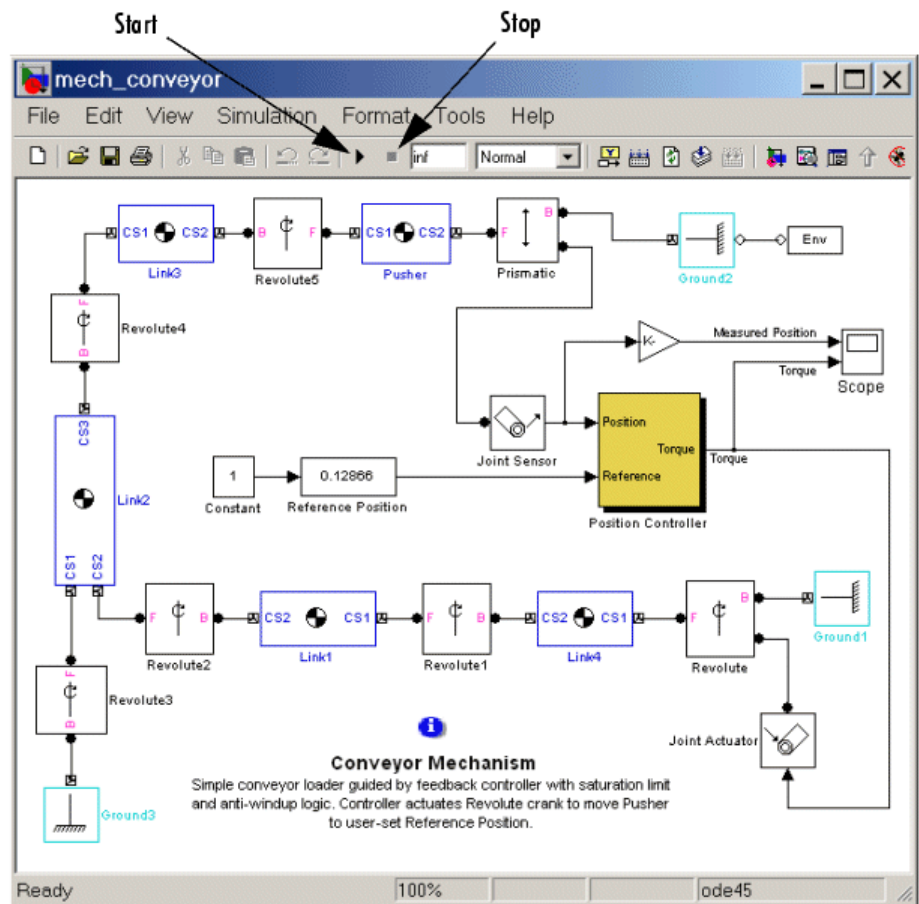 Start
Stop
mech_conveyor
File Edit View Simulation Format Tools Help
inf Normal
CS1 CS2
Link3
B F
Revolute5
CS1 CS2
Pusher
F B
Prismatic
Ground2
Env
F
B
Revolute4
K-
Measured Position
Torque
Scope
CS3
CS1
CS2
Link2
Joint Sensor
Position
Reference
Torque
Position Controller
Torque
1
Constant
0.12866
Reference Position
F B
Revolute2
CS2 CS1
Link1
F B
Revolute1
CS2 CS1
Link4
F B
Revolute
Ground1
F
B
Revolute3
Ground3
Joint Actuator
i
Conveyor Mechanism
Simple conveyor loader guided by feedback controller with saturation limit
and anti-windup logic. Controller actuates Revolute crank to move Pusher
to user-set Reference Position.
Ready 100% ode45